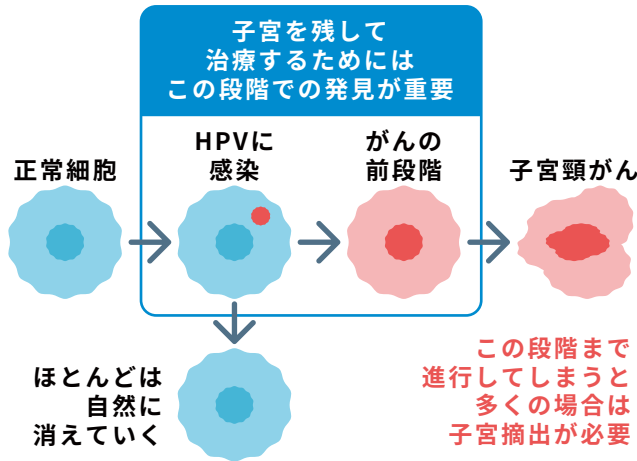 子宮を残して
治療するためには
この段階での発見が重要
正常細胞
HPVに
感染
がんの
前段階
子宮頸がん
ほとんどは
自然に
消えていく
この段階まで
進行してしまうと
多くの場合は
子宮摘出が必要